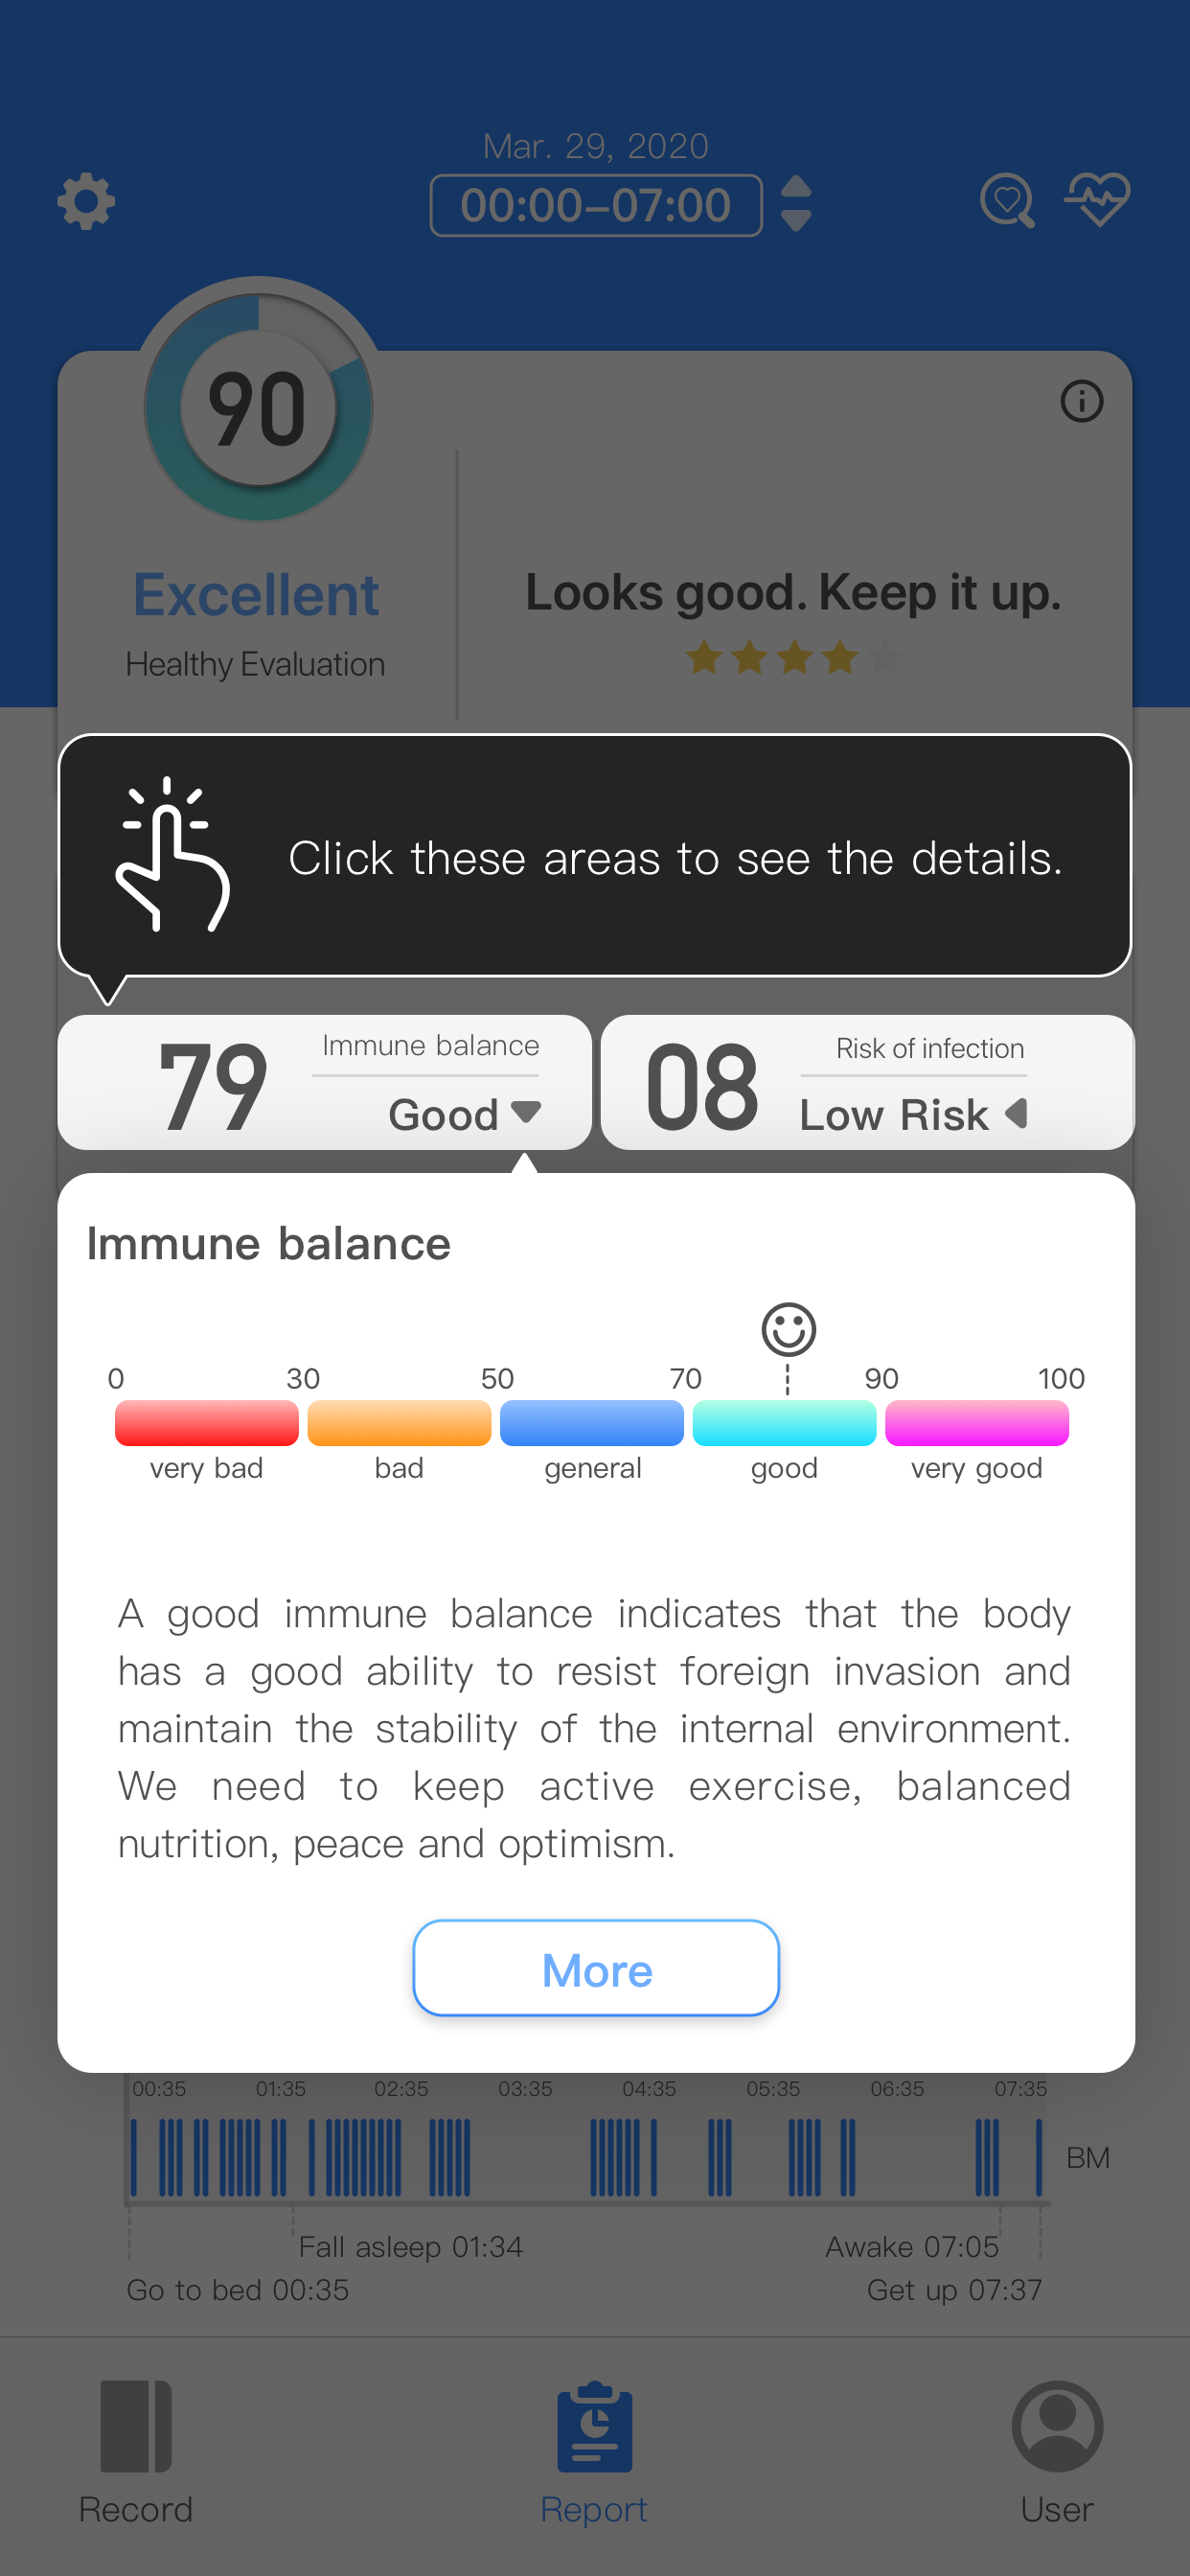 Mar. 29, 2020
00:00–07:00
90
Excellent
Healthy Evaluation
Looks good. Keep it up.
Click these areas to see the details.
79
Immune balance
Good
08
Risk of infection
Low Risk
Immune balance
0 30 50 70 90 100
very bad bad general good very good
A good immune balance indicates that the body
has a good ability to resist foreign invasion and
maintain the stability of the internal environment.
We need to keep active exercise, balanced
nutrition, peace and optimism.
More
00:35 01:35 02:35 03:35 04:35 05:35 06:35 07:35
BM
Fall asleep 01:34 Awake 07:05
Go to bed 00:35 Get up 07:37
Record Report User